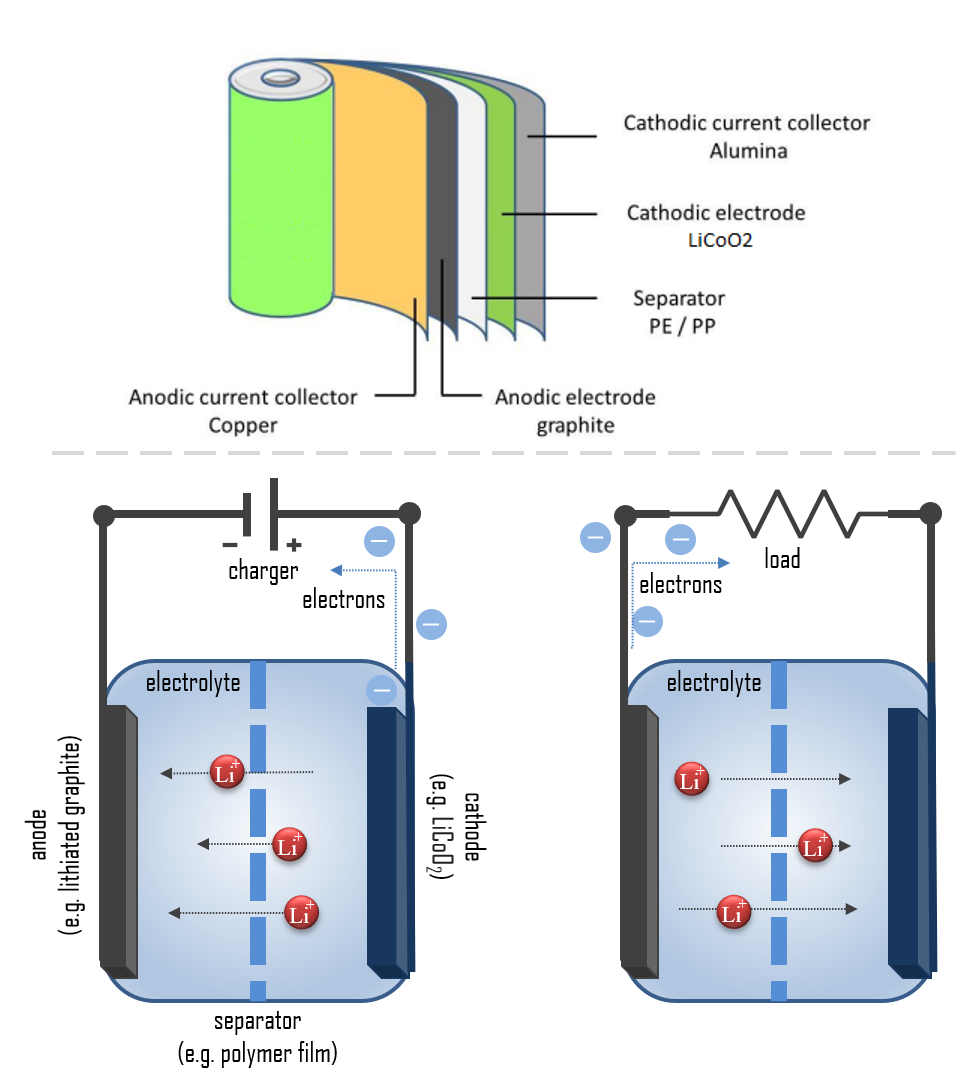 Cathodic current collector
Alumina
Cathodic electrode
LiCoO2
Separator
PE / PP
Anodic current collector
Copper
Anodic electrode
graphite
− +
charger
electrons
electrolyte
Li+
Li+
Li+
anode
(e.g. lithiated graphite)
cathode
(e.g. LiCoO2)
separator
(e.g. polymer film)
load
electrons
electrolyte
Li+
Li+
Li+